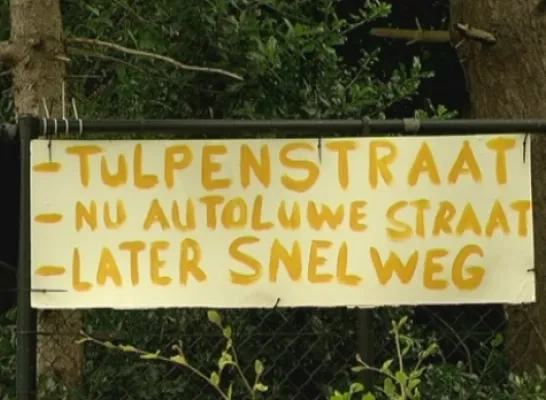 - TULPENSTRAAT
- NU AUTOLUWE STRAAT
- LATER SNELWEG